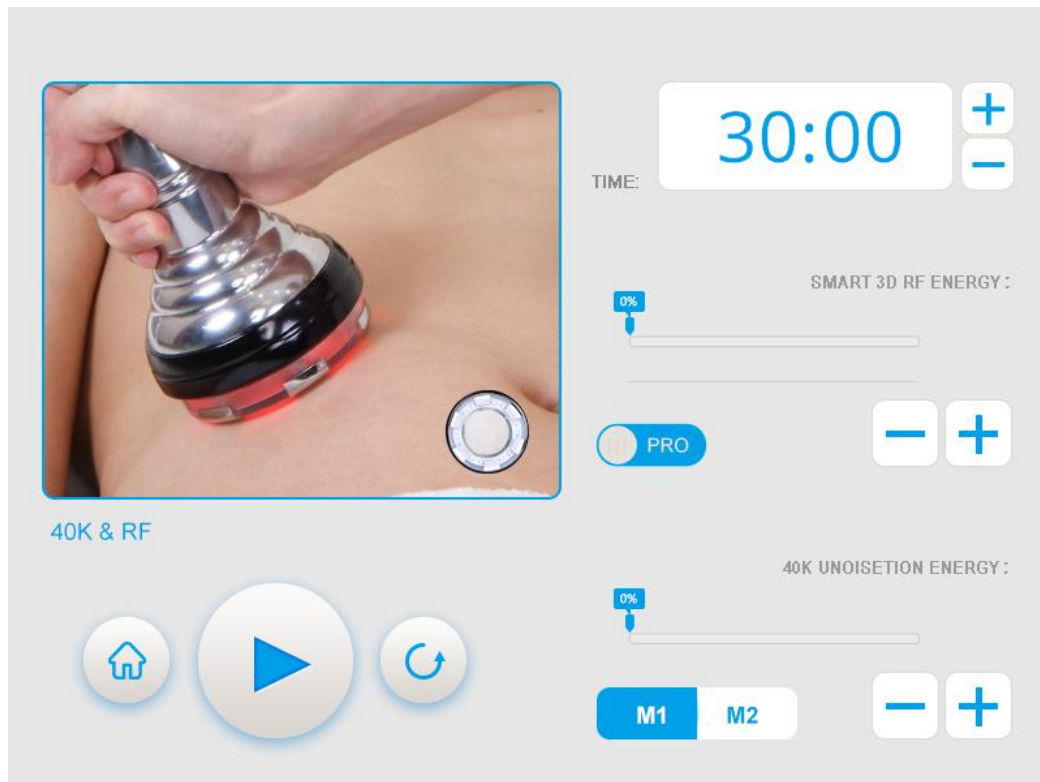 30:00
TIME:
SMART 3D RF ENERGY:
0%
PRO
40K & RF
40K UNOISETION ENERGY:
0%
M1 M2